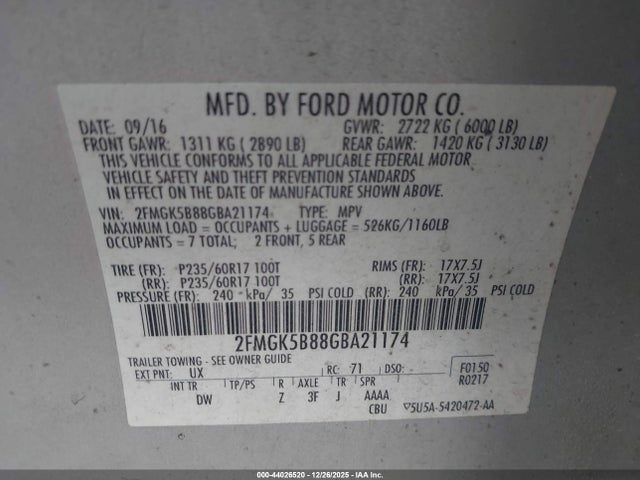 MFD. BY FORD MOTOR CO.
DATE: 09/16 GVWR: 2722 KG ( 6000 LB)
FRONT GAWR: 1311 KG ( 2890 LB) REAR GAWR: 1420 KG ( 3130 LB)
THIS VEHICLE CONFORMS TO ALL APPLICABLE FEDERAL MOTOR
VEHICLE SAFETY AND THEFT PREVENTION STANDARDS
IN EFFECT ON THE DATE OF MANUFACTURE SHOWN ABOVE.
VIN: 2FMGK5B88GBA21174 TYPE: MPV
MAXIMUM LOAD = OCCUPANTS + LUGGAGE = 526KG/1160LB
OCCUPANTS = 7 TOTAL; 2 FRONT, 5 REAR
TIRE (FR): P235/60R17 100T RIMS (FR): 17X7.5J
(RR): P235/60R17 100T (RR): 17X7.5J
PRESSURE (FR): 240 kPa/ 35 PSI COLD (RR): 240 kPa/ 35 PSI COLD
2FMGK5B88GBA21174
TRAILER TOWING - SEE OWNER GUIDE
EXT PNT: UX RC: 71 DSO: F0150
R0217
INT TR TP/PS R AXLE TR SPR
DW Z 3F J AAAA
CBU 5U5A-5420472-AA
000-44026520 - 12/26/2025 - IAA Inc.